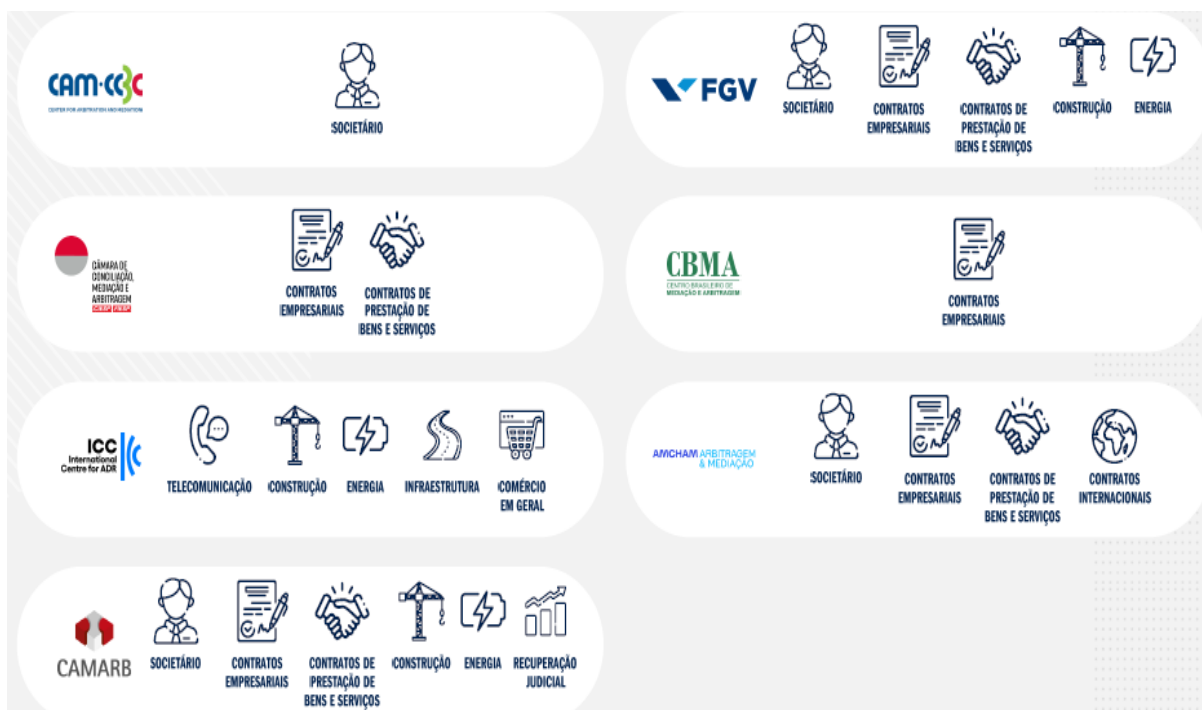 CAM·CCBC
CENTER FOR ARBITRATION AND MEDIATION
SOCIETÁRIO
FGV
SOCIETÁRIO
CONTRATOS
EMPRESARIAIS
CONTRATOS DE
PRESTAÇÃO DE
BENS E SERVIÇOS
CONSTRUÇÃO
ENERGIA
CÂMARA DE
CONCILIAÇÃO,
MEDIAÇÃO E
ARBITRAGEM
CIESP FIESP
CONTRATOS
EMPRESARIAIS
CONTRATOS DE
PRESTAÇÃO DE
BENS E SERVIÇOS
CBMA
CENTRO BRASILEIRO DE
MEDIAÇÃO E ARBITRAGEM
CONTRATOS
EMPRESARIAIS
ICC
International
Centre for ADR
TELECOMUNICAÇÃO
CONSTRUÇÃO
ENERGIA
INFRAESTRUTURA
COMÉRCIO
EM GERAL
AMCHAM ARBITRAGEM
& MEDIAÇÃO
SOCIETÁRIO
CONTRATOS
EMPRESARIAIS
CONTRATOS DE
PRESTAÇÃO DE
BENS E SERVIÇOS
CONTRATOS
INTERNACIONAIS
CAMARB
SOCIETÁRIO
CONTRATOS
EMPRESARIAIS
CONTRATOS DE
PRESTAÇÃO DE
BENS E SERVIÇOS
CONSTRUÇÃO
ENERGIA
RECUPERAÇÃO
JUDICIAL